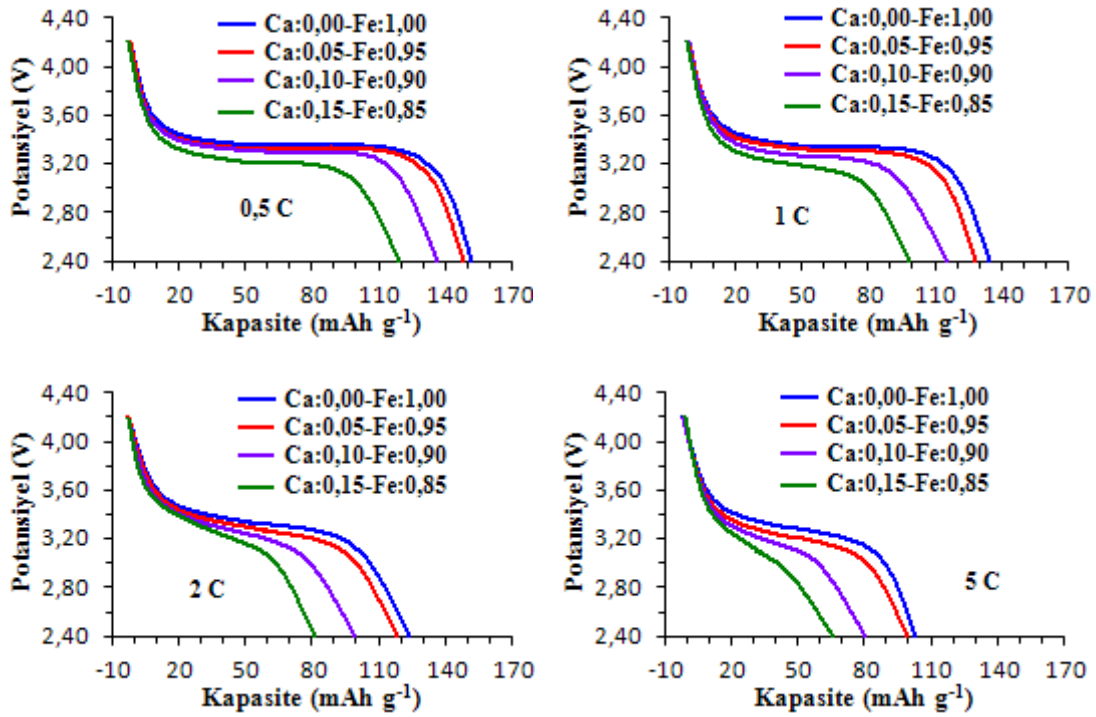 4,40
4,00
3,60
3,20
2,80
2,40
Potansiyel (V)
Ca:0,00-Fe:1,00
Ca:0,05-Fe:0,95
Ca:0,10-Fe:0,90
Ca:0,15-Fe:0,85
0,5 C
-10 20 50 80 110 140 170
Kapasite (mAh g⁻¹)
4,40
4,00
3,60
3,20
2,80
2,40
Potansiyel (V)
Ca:0,00-Fe:1,00
Ca:0,05-Fe:0,95
Ca:0,10-Fe:0,90
Ca:0,15-Fe:0,85
1 C
-10 20 50 80 110 140 170
Kapasite (mAh g⁻¹)
4,40
4,00
3,60
3,20
2,80
2,40
Potansiyel (V)
Ca:0,00-Fe:1,00
Ca:0,05-Fe:0,95
Ca:0,10-Fe:0,90
Ca:0,15-Fe:0,85
2 C
-10 20 50 80 110 140 170
Kapasite (mAh g⁻¹)
4,40
4,00
3,60
3,20
2,80
2,40
Potansiyel (V)
Ca:0,00-Fe:1,00
Ca:0,05-Fe:0,95
Ca:0,10-Fe:0,90
Ca:0,15-Fe:0,85
5 C
-10 20 50 80 110 140 170
Kapasite (mAh g⁻¹)